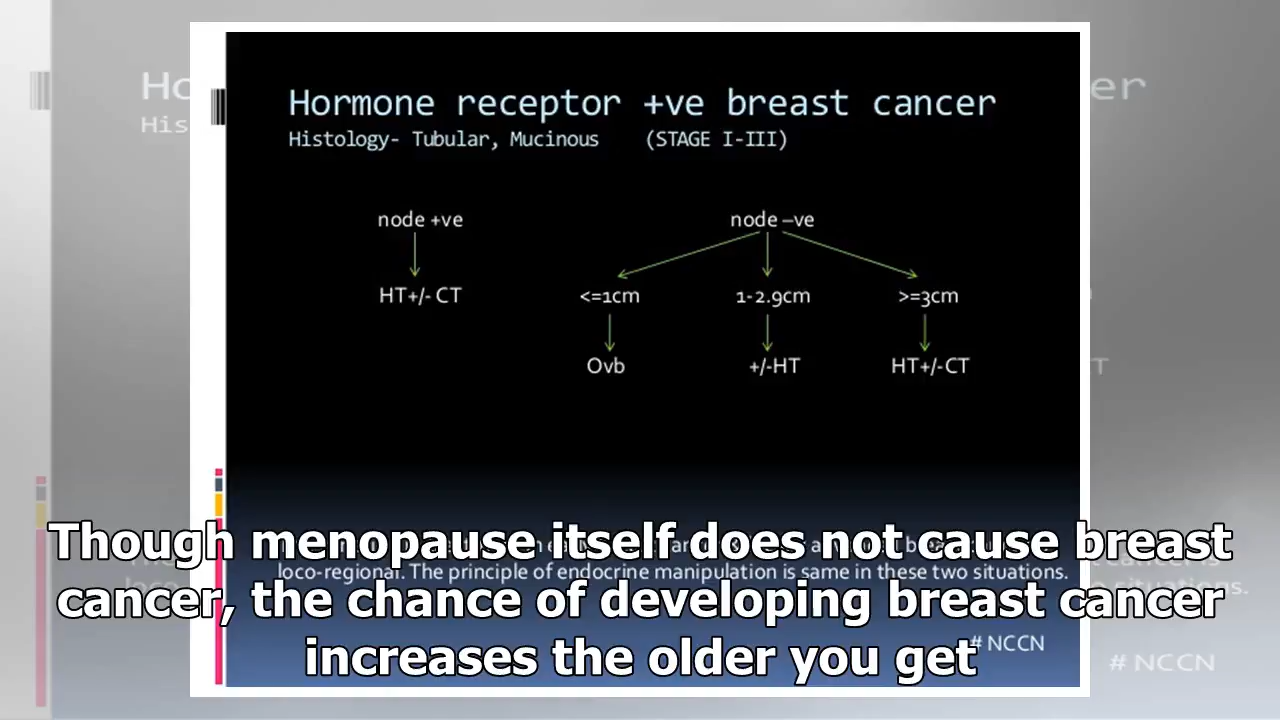 Hormone receptor +ve breast cancer
Histology- Tubular, Mucinous (STAGE I-III)
node +ve
node –ve
HT+/- CT
<=1cm
1-2.9cm
>=3cm
Ovb
+/-HT
HT+/-CT
Though menopause itself does not cause breast
loco-regional. The principle of endocrine manipulation is same in these two situations.
cancer, the chance of developing breast cancer
# NCCN
increases the older you get
# NCCN